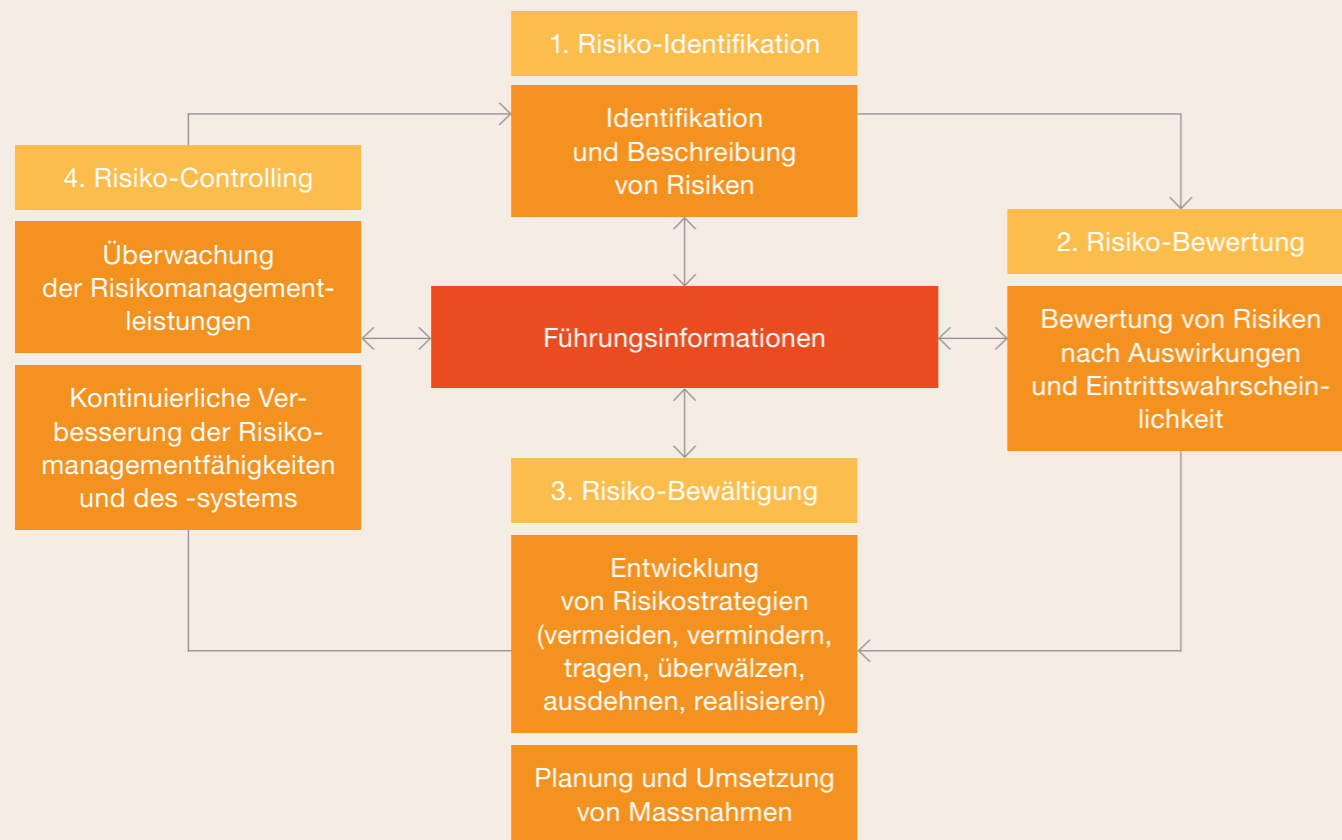 1. Risiko-Identifikation
Identifikation
und Beschreibung
von Risiken
2. Risiko-Bewertung
Bewertung von Risiken
nach Auswirkungen
und Eintrittswahrschein-
lichkeit
3. Risiko-Bewältigung
Entwicklung
von Risikostrategien
(vermeiden, vermindern,
tragen, überwälzen,
ausdehnen, realisieren)
Planung und Umsetzung
von Massnahmen
4. Risiko-Controlling
Überwachung
der Risikomanagement-
leistungen
Kontinuierliche Ver-
besserung der Risiko-
managementfähigkeiten
und des -systems
Führungsinformationen